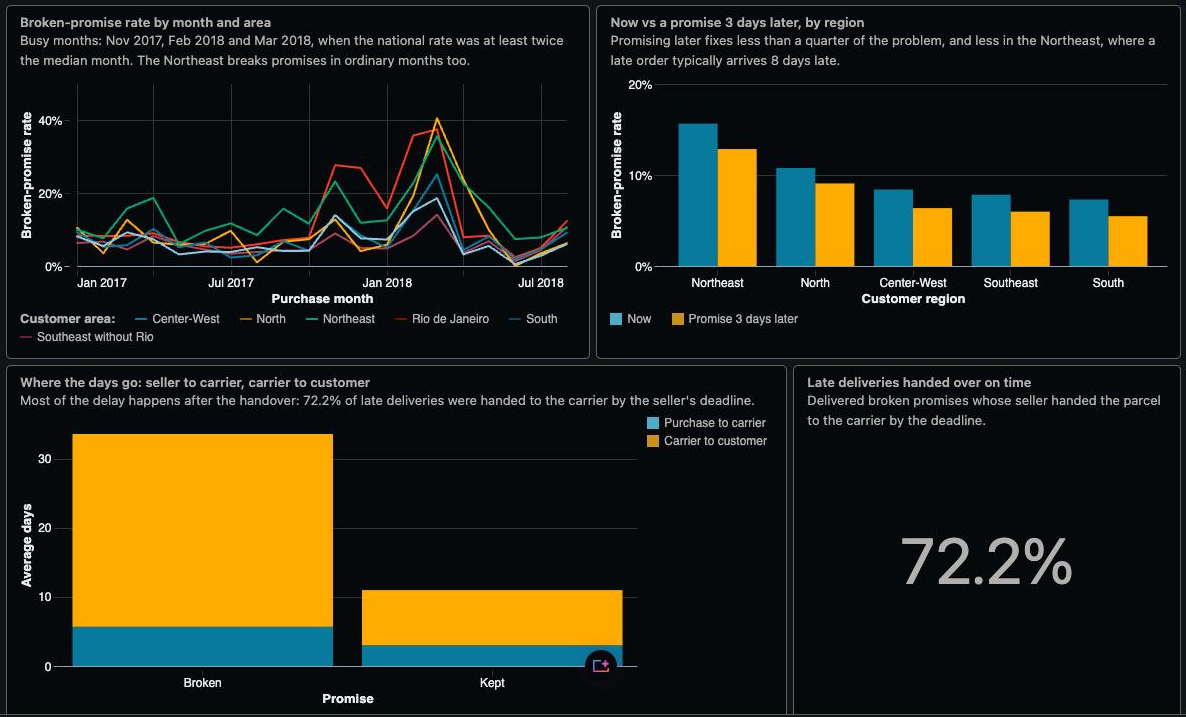 Broken-promise rate by month and area
Busy months: Nov 2017, Feb 2018 and Mar 2018, when the national rate was at least twice
the median month. The Northeast breaks promises in ordinary months too.
Broken-promise rate
40%
20%
0%
Jan 2017
Jul 2017
Jan 2018
Jul 2018
Purchase month
Customer area:
Center-West
North
Northeast
Rio de Janeiro
South
Southeast without Rio
Now vs a promise 3 days later, by region
Promising later fixes less than a quarter of the problem, and less in the Northeast, where a
late order typically arrives 8 days late.
Broken-promise rate
20%
10%
0%
Northeast
North
Center-West
Southeast
South
Customer region
Now
Promise 3 days later
Where the days go: seller to carrier, carrier to customer
Most of the delay happens after the handover: 72.2% of late deliveries were handed to the carrier by the seller's deadline.
Purchase to carrier
Carrier to customer
Average days
30
20
10
0
Broken
Kept
Promise
Late deliveries handed over on time
Delivered broken promises whose seller handed the parcel
to the carrier by the deadline.
72.2%